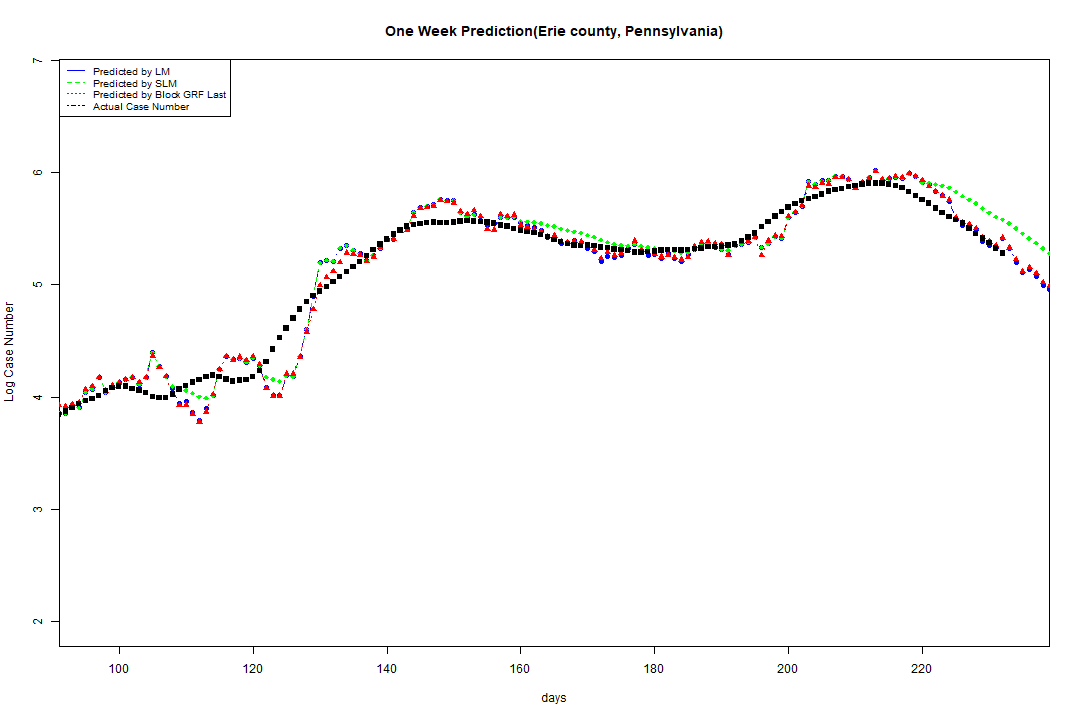 One Week Prediction(Erie county, Pennsylvania)
Predicted by LM
Predicted by SLM
Predicted by Block GRF Last
Actual Case Number
7
6
5
4
3
2
Log Case Number
100 120 140 160 180 200 220
days